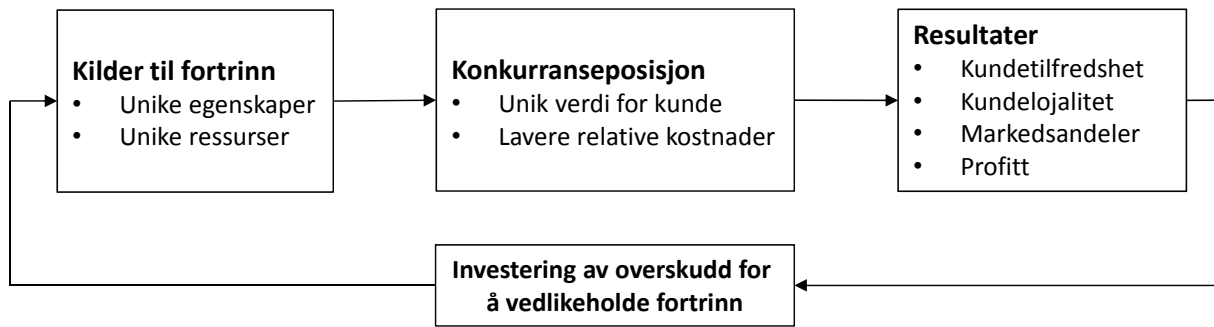 Kilder til fortrinn
• Unike egenskaper
• Unike ressurser
Konkurranseposisjon
• Unik verdi for kunde
• Lavere relative kostnader
Resultater
• Kundetilfredshet
• Kundelojalitet
• Markedsandeler
• Profitt
Investering av overskudd for
å vedlikeholde fortrinn